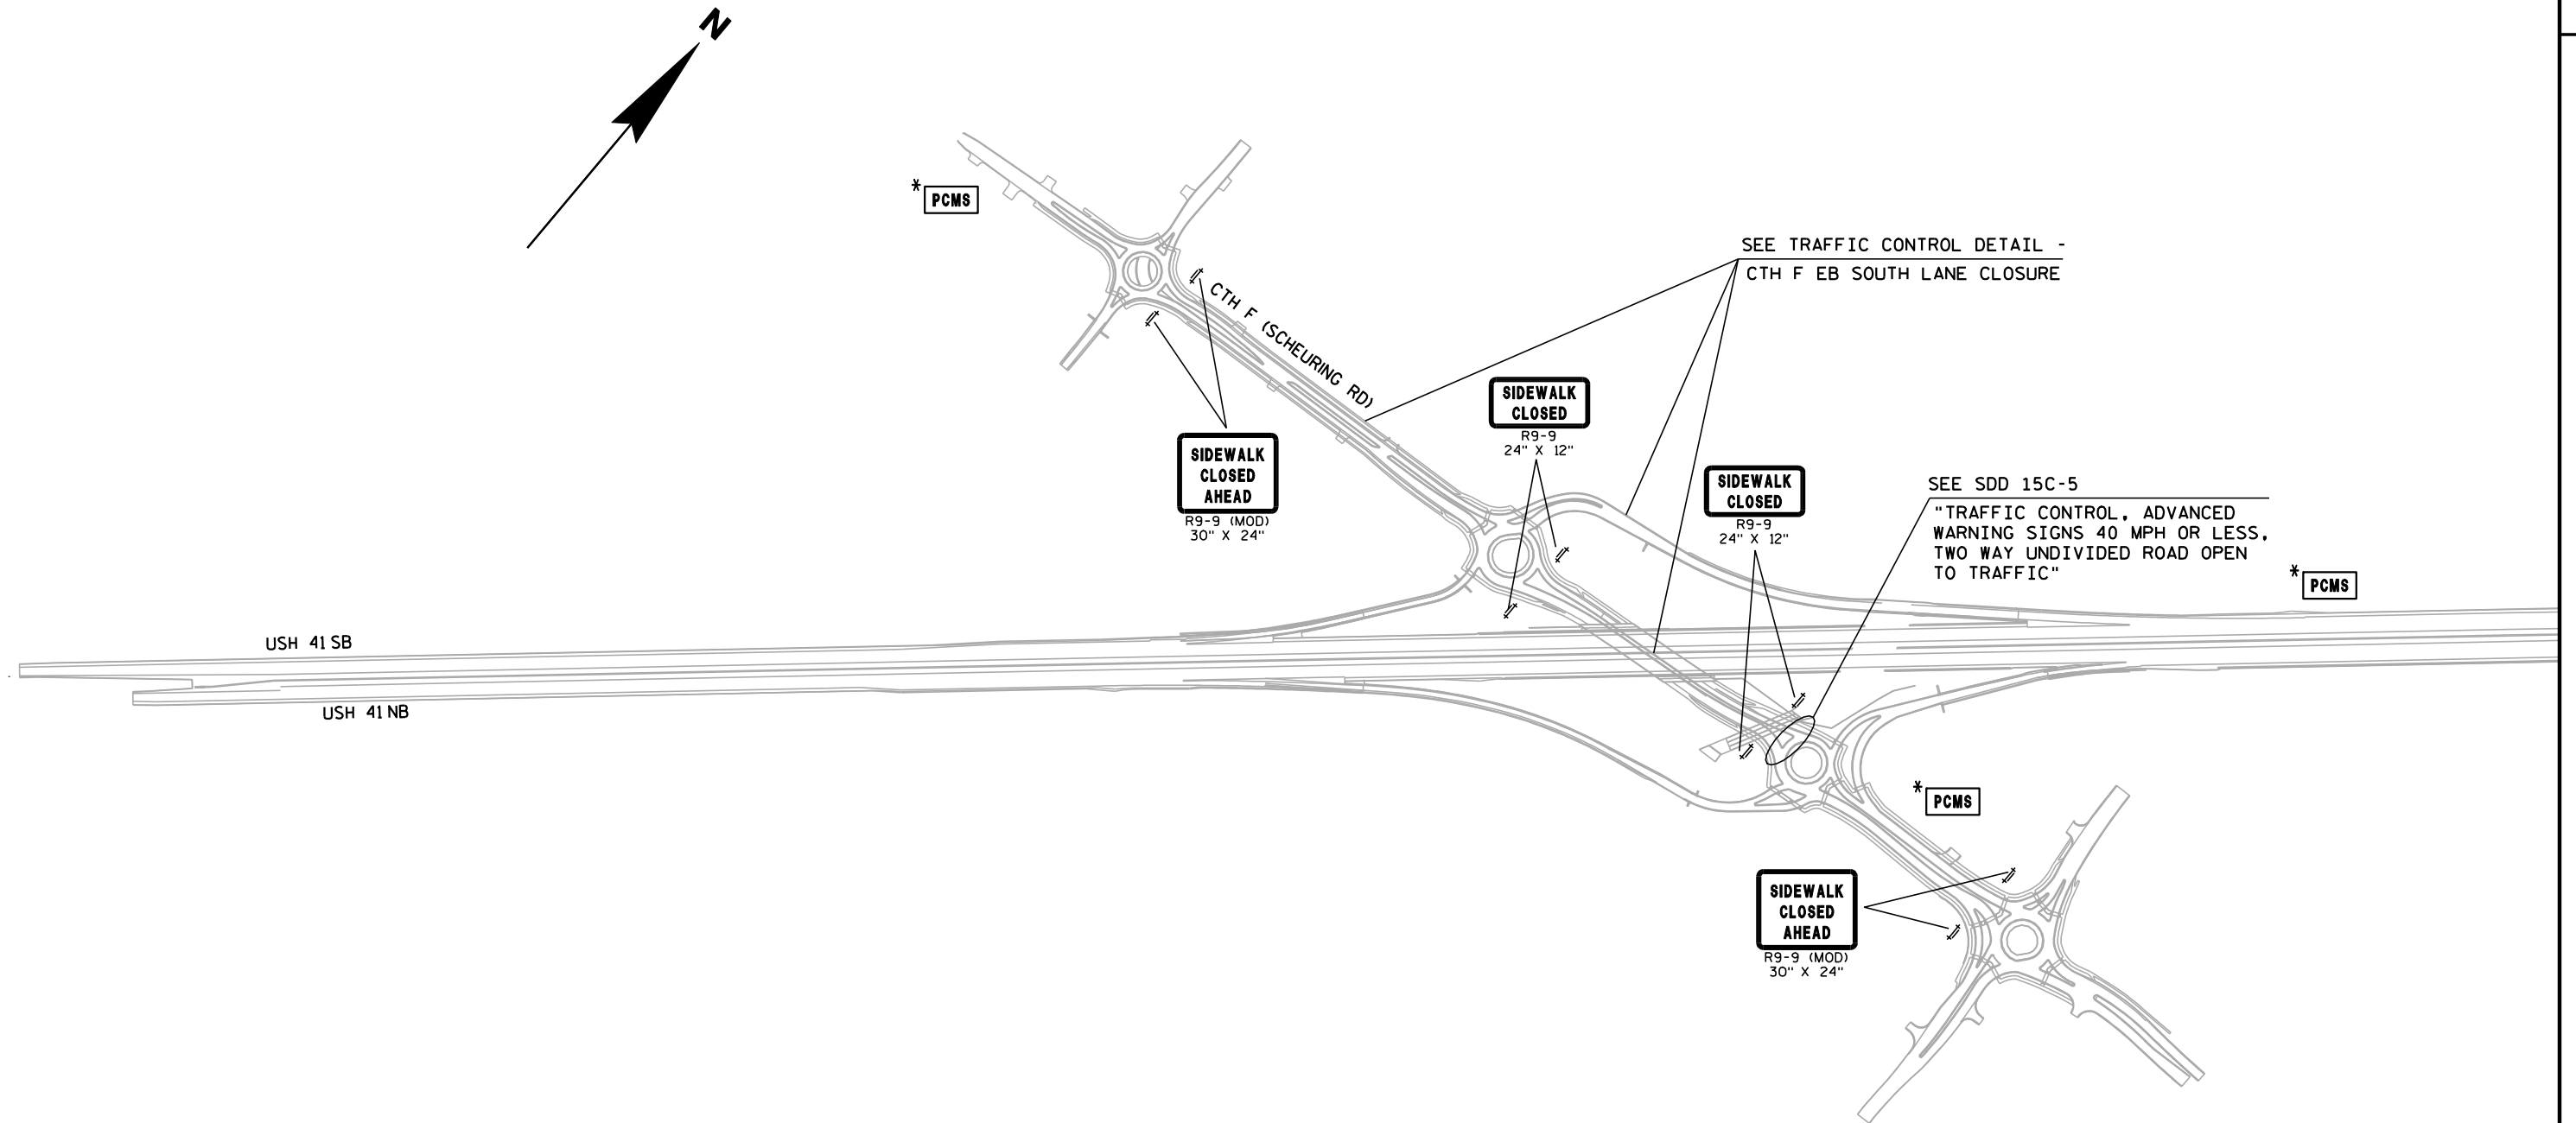 N
* PCMS
CTH F (SCHEURING RD)
SEE TRAFFIC CONTROL DETAIL -
CTH F EB SOUTH LANE CLOSURE
SIDEWALK
CLOSED
AHEAD
R9-9 (MOD)
30" X 24"
SIDEWALK
CLOSED
R9-9
24" X 12"
SIDEWALK
CLOSED
R9-9
24" X 12"
SEE SDD 15C-5
"TRAFFIC CONTROL, ADVANCED
WARNING SIGNS 40 MPH OR LESS,
TWO WAY UNDIVIDED ROAD OPEN
TO TRAFFIC"
* PCMS
USH 41 SB
USH 41 NB
* PCMS
SIDEWALK
CLOSED
AHEAD
R9-9 (MOD)
30" X 24"